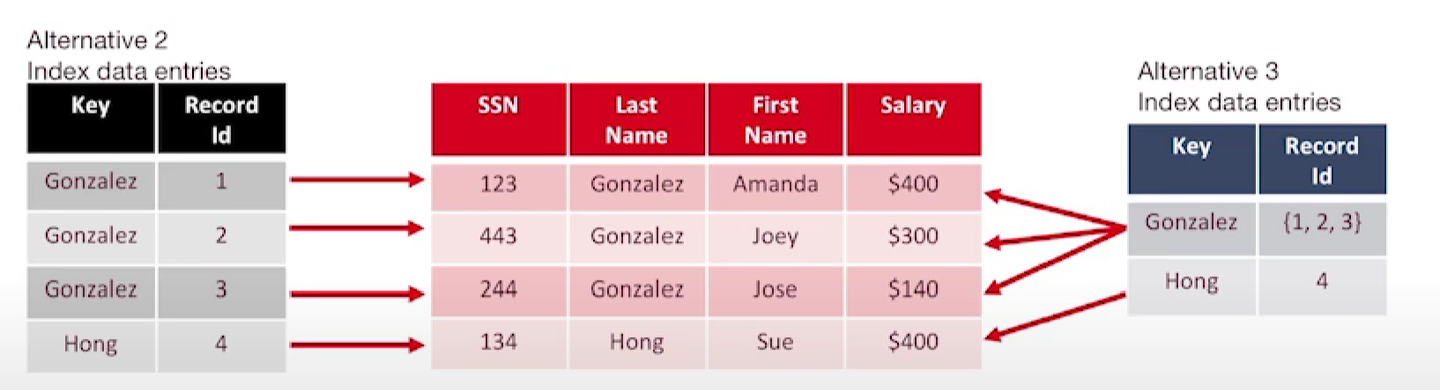 Alternative 2
Index data entries
Key Record Id
Gonzalez 1
Gonzalez 2
Gonzalez 3
Hong 4
SSN Last Name First Name Salary
123 Gonzalez Amanda $400
443 Gonzalez Joey $300
244 Gonzalez Jose $140
134 Hong Sue $400
Alternative 3
Index data entries
Key Record Id
Gonzalez {1, 2, 3}
Hong 4